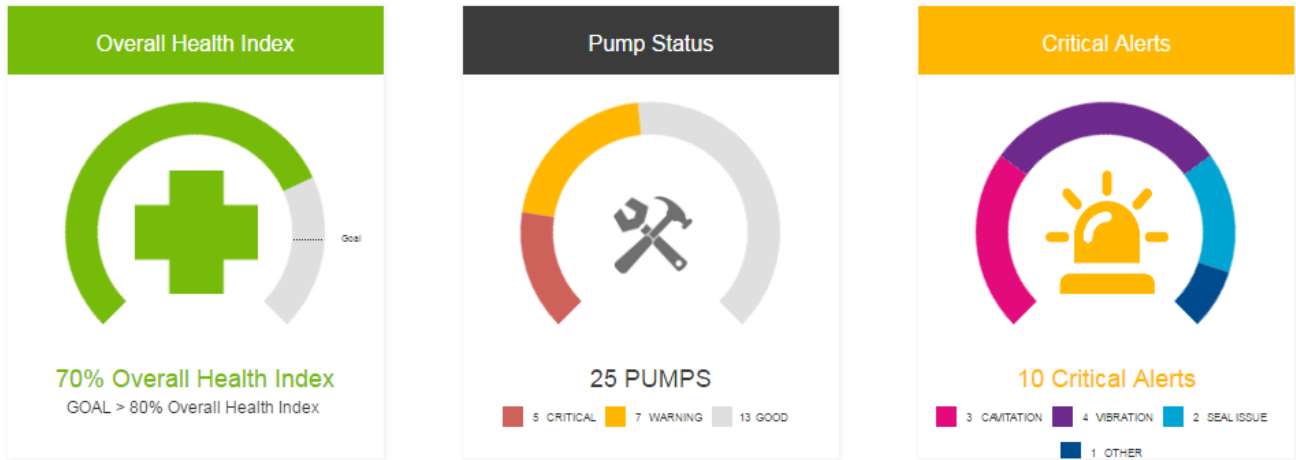 Overall Health Index
Goal
70% Overall Health Index
GOAL > 80% Overall Health Index
Pump Status
25 PUMPS
5 CRITICAL 7 WARNING 13 GOOD
Critical Alerts
10 Critical Alerts
3 CAVITATION 4 VIBRATION 2 SEAL ISSUE
1 OTHER